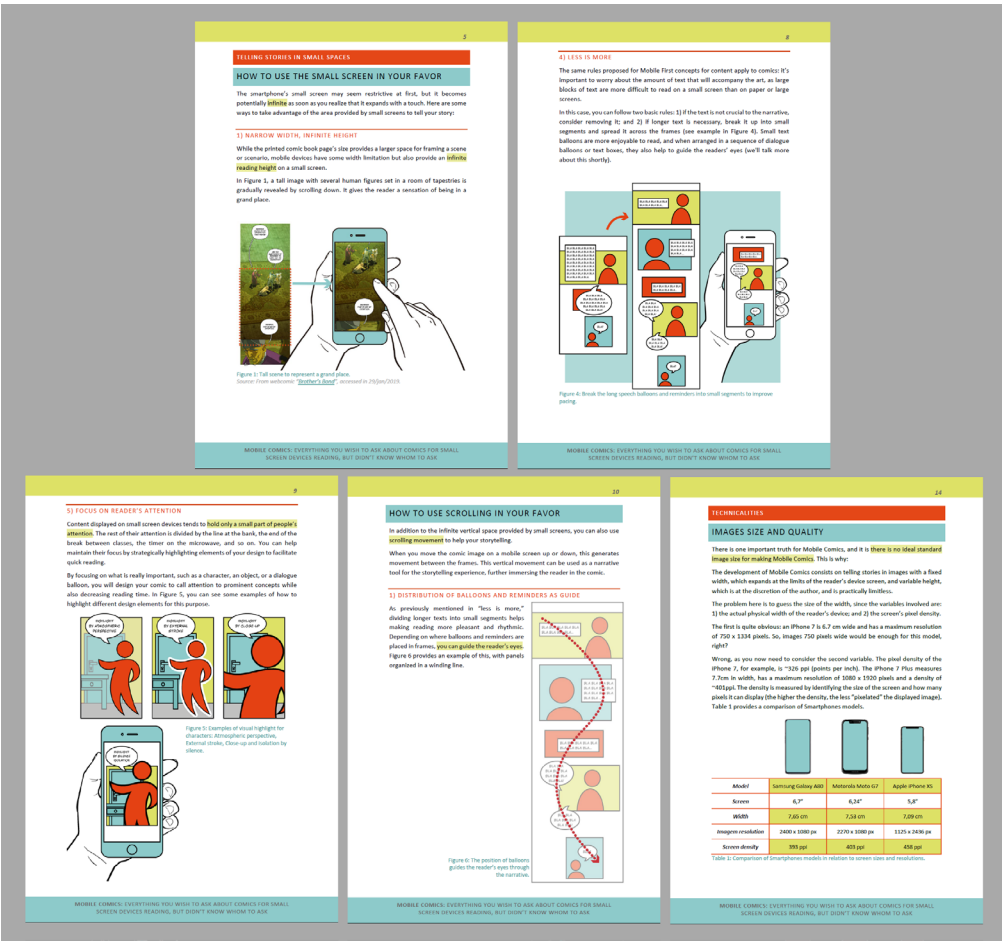 5
TELLING STORIES IN SMALL SPACES
HOW TO USE THE SMALL SCREEN IN YOUR FAVOR
The smartphone's small screen may seem restrictive at first, but it becomes
potentially infinite as soon as you realize that it expands with a touch. Here are some
ways to take advantage of the area provided by small screens to tell your story:
1) NARROW WIDTH, INFINITE HEIGHT
While the printed comic book page's size provides a larger space for framing a scene
or scenario, mobile devices have some width limitation but also provide an infinite
reading height on a small screen.
In Figure 1, a tall image with several human figures set in a room of tapestries is
gradually revealed by scrolling down. It gives the reader a sensation of being in a
grand place.
Figure 1: Tall scene to represent a grand place.
Source: From webcomic "Brother's Bond", accessed in 25/jan/2019.
MOBILE COMICS: EVERYTHING YOU WISH TO ASK ABOUT COMICS FOR SMALL
SCREEN DEVICES READING, BUT DIDN'T KNOW WHOM TO ASK
8
4) LESS IS MORE
The same rules proposed for Mobile First concepts for content apply to comics: It's
important to worry about the amount of text that will accompany the art, as large
blocks of text are more difficult to read on a small screen than on paper or large
screens.
In this case, you can follow two basic rules: 1) if the text is not crucial to the narrative,
consider removing it; and 2) if longer text is necessary, break it up into small
segments and spread it across the frames (see example in Figure 4). Small text
balloons are more enjoyable to read, and when arranged in a sequence of dialogue
balloons or text boxes, they also help to guide the readers' eyes (we'll talk more
about this shortly).
Figure 4: Break the long speech balloons and reminders into small segments to improve
pacing.
MOBILE COMICS: EVERYTHING YOU WISH TO ASK ABOUT COMICS FOR SMALL
SCREEN DEVICES READING, BUT DIDN'T KNOW WHOM TO ASK
9
5) FOCUS ON READER'S ATTENTION
Content displayed on small screen devices tends to hold only a small part of people's
attention. The rest of their attention is divided by the line at the bank, the end of the
break between classes, the timer on the microwave, and so on. You can help
maintain their focus by strategically highlighting elements of your design to facilitate
quick reading.
By focusing on what is really important, such as a character, an object, or a dialogue
balloon, you will design your comic to call attention to prominent concepts while
also decreasing reading time. In Figure 5, you can see some examples of how to
highlight different design elements for this purpose.
HIGHLIGHT
BY ATMOSPHERIC
PERSPECTIVE
HIGHLIGHT
BY EXTERNAL
STROKE
HIGHLIGHT
BY CLOSE-UP
Figure 5: Examples of visual highlight for
characters: Atmospheric perspective,
External stroke, Close-up and Isolation by
silence.
MOBILE COMICS: EVERYTHING YOU WISH TO ASK ABOUT COMICS FOR SMALL
SCREEN DEVICES READING, BUT DIDN'T KNOW WHOM TO ASK
10
HOW TO USE SCROLLING IN YOUR FAVOR
In addition to the infinite vertical space provided by small screens, you can also use
scrolling movement to help your storytelling.
When you move the comic image on a mobile screen up or down, this generates
movement between the frames. This vertical movement can be used as a narrative
tool for the storytelling experience, further immersing the reader in the comic.
1) DISTRIBUTION OF BALLOONS AND REMINDERS AS GUIDE
As previously mentioned in "less is more,"
dividing longer texts into small segments helps
making reading more pleasant and rhythmic.
Depending on where balloons and reminders are
placed in frames, you can guide the reader's eyes.
Figure 6 provides an example of this, with panels
organized in a winding line.
Figure 6: The position of balloons
guides the reader's eyes through
the narrative.
MOBILE COMICS: EVERYTHING YOU WISH TO ASK ABOUT COMICS FOR SMALL
SCREEN DEVICES READING, BUT DIDN'T KNOW WHOM TO ASK
14
TECHNICALITIES
IMAGES SIZE AND QUALITY
There is one important truth for Mobile Comics, and it is there is no ideal standard
image size for making Mobile Comics. This is why:
The development of Mobile Comics consists on telling stories in images with a fixed
width, which expands at the limits of the reader's device screen, and variable height,
which is at the discretion of the author, and is practically limitless.
The problem here is to guess the size of the width, since the variables involved are:
1) the actual physical width of the reader's device; and 2) the screen's pixel density.
The first is quite obvious: an iPhone 7 is 6.7 cm wide and has a maximum resolution
of 750 x 1334 pixels. So, images 750 pixels wide would be enough for this model,
right?
Wrong, as you now need to consider the second variable. The pixel density of the
iPhone 7, for example, is ~326 ppi (points per inch). The iPhone 7 Plus measures
7.7cm in width, has a maximum resolution of 1080 x 1920 pixels and a density of
~401ppi. The density is measured by identifying the size of the screen and how many
pixels it can display (the higher the density, the less "pixelated" the displayed image).
Table 1 provides a comparison of Smartphones models.
Model Samsung Galaxy A80 Motorola Moto G7 Apple iPhone XS
Screen 6,7" 6,24" 5,8"
Width 7,65 cm 7,53 cm 7,09 cm
Imagem resolution 2400 x 1080 px 2270 x 1080 px 1125 x 2436 px
Screen density 393 ppi 403 ppi 458 ppi
Table 1: Comparison of Smartphones models in relation to screen sizes and resolutions.
MOBILE COMICS: EVERYTHING YOU WISH TO ASK ABOUT COMICS FOR SMALL
SCREEN DEVICES READING, BUT DIDN'T KNOW WHOM TO ASK